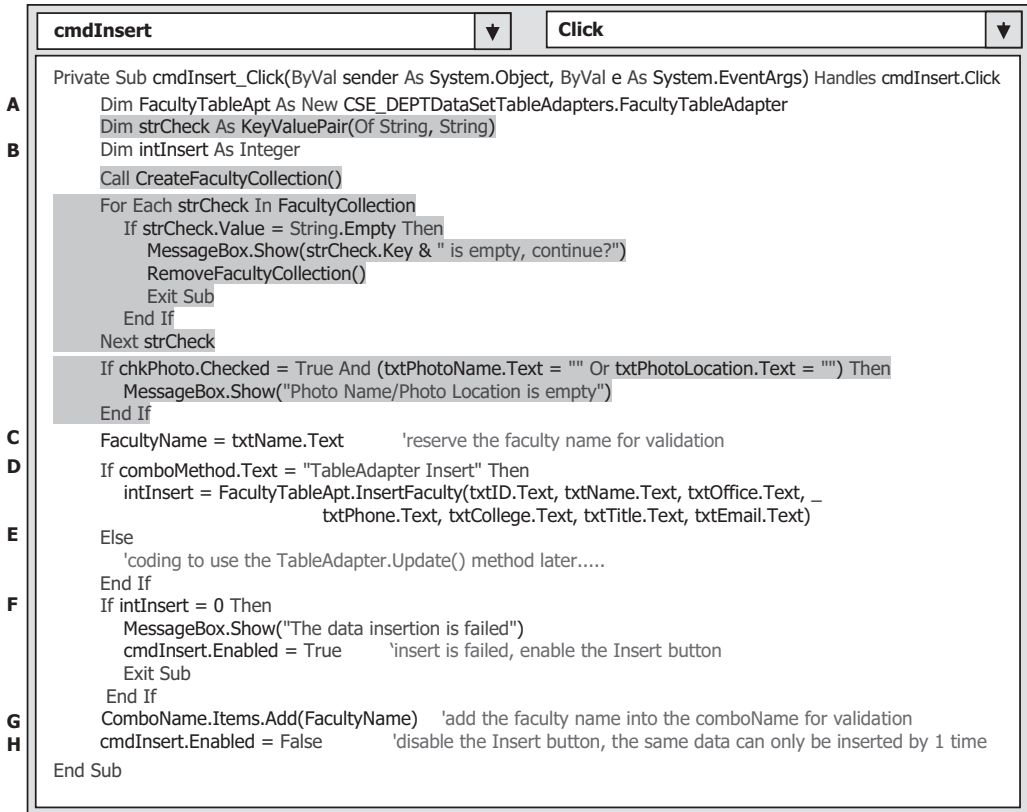 cmdInsert Click
Private Sub cmdInsert_Click(ByVal sender As System.Object, ByVal e As System.EventArgs) Handles cmdInsert.Click
A Dim FacultyTableApt As New CSE_DEPTDataSetTableAdapters.FacultyTableAdapter
Dim strCheck As KeyValuePair(Of String, String)
B Dim intInsert As Integer
Call CreateFacultyCollection()
For Each strCheck In FacultyCollection
If strCheck.Value = String.Empty Then
MessageBox.Show(strCheck.Key & " is empty, continue?")
RemoveFacultyCollection()
Exit Sub
End If
Next strCheck
If chkPhoto.Checked = True And (txtPhotoName.Text = "" Or txtPhotoLocation.Text = "") Then
MessageBox.Show("Photo Name/Photo Location is empty")
End If
C FacultyName = txtName.Text 'reserve the faculty name for validation
D If comboMethod.Text = "TableAdapter Insert" Then
intInsert = FacultyTableApt.InsertFaculty(txtID.Text, txtName.Text, txtOffice.Text, _
txtPhone.Text, txtCollege.Text, txtTitle.Text, txtEmail.Text)
E Else
'coding to use the TableAdapter.Update() method later.....
End If
F If intInsert = 0 Then
MessageBox.Show("The data insertion is failed")
cmdInsert.Enabled = True ‘insert is failed, enable the Insert button
Exit Sub
End If
G ComboName.Items.Add(FacultyName) 'add the faculty name into the comboName for validation
H cmdInsert.Enabled = False 'disable the Insert button, the same data can only be inserted by 1 time
End Sub